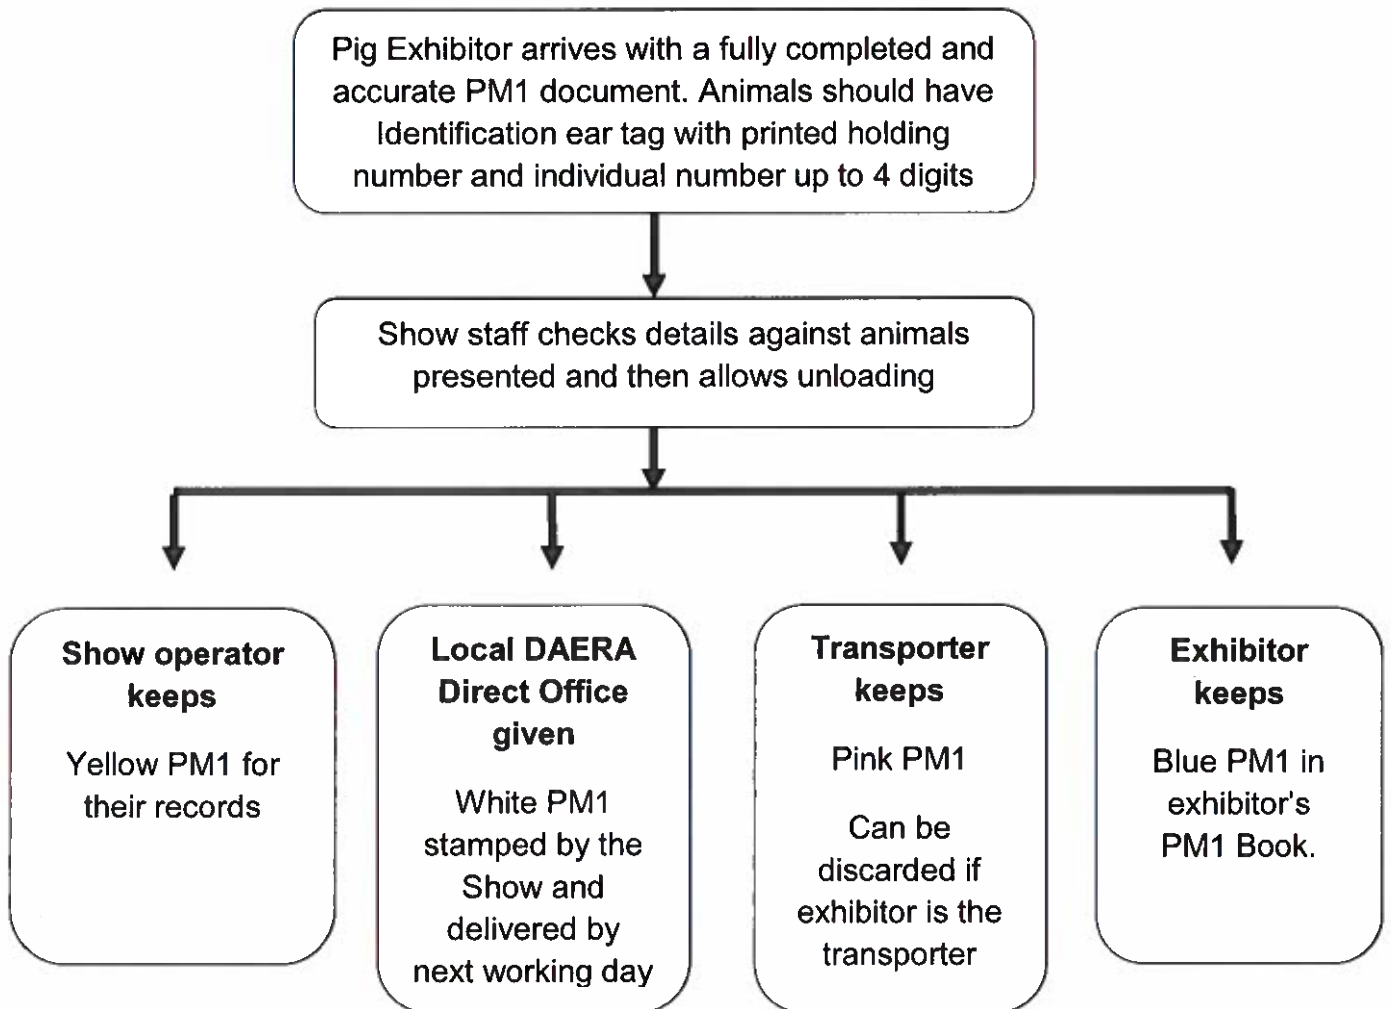 Pig Exhibitor arrives with a fully completed and
accurate PM1 document. Animals should have
Identification ear tag with printed holding
number and individual number up to 4 digits
Show staff checks details against animals
presented and then allows unloading
Show operator
keeps
Yellow PM1 for
their records
Local DAERA
Direct Office
given
White PM1
stamped by the
Show and
delivered by
next working day
Transporter
keeps
Pink PM1
Can be
discarded if
exhibitor is the
transporter
Exhibitor
keeps
Blue PM1 in
exhibitor's
PM1 Book.